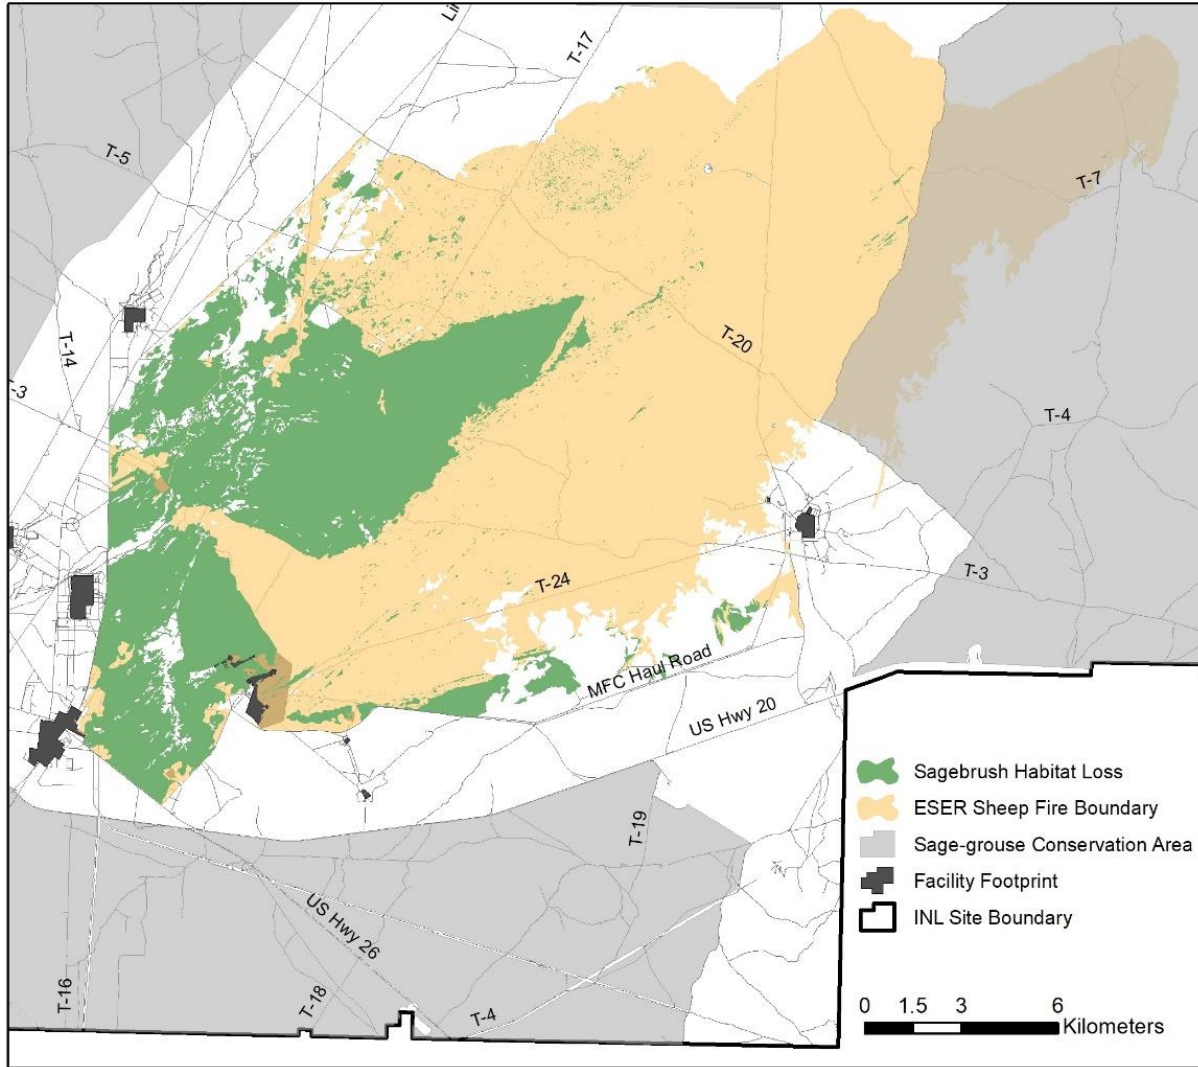 Li
T-17
T-5
T-7
T-14
T-20
-3
T-4
T-24
T-3
MFC Haul Road
US Hwy 20
T-19
US Hwy 26
T-16
T-18
T-4
Sagebrush Habitat Loss
ESER Sheep Fire Boundary
Sage-grouse Conservation Area
Facility Footprint
INL Site Boundary
0 1.5 3 6
Kilometers